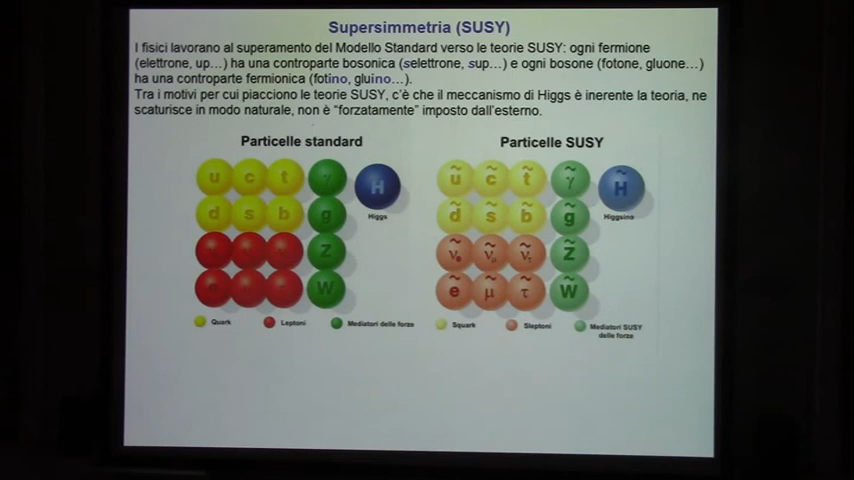 Supersimmetria (SUSY)
I fisici lavorano al superamento del Modello Standard verso le teorie SUSY: ogni fermione
(elettrone, up…) ha una controparte bosonica (selettrone, sup…) e ogni bosone (fotone, gluone…)
ha una controparte fermionica (fotino, gluino…).
Tra i motivi per cui piacciono le teorie SUSY, c'è che il meccanismo di Higgs è inerente la teoria, ne
scaturisce in modo naturale, non è “forzatamente” imposto dall'esterno.
Particelle standard
u c t γ H
d s b g
Z
W
Higgs
Quark Leptoni Mediatori delle forze
Particelle SUSY
ũ c̃ t̃ γ̃ H̃
d̃ s̃ b̃ g̃
ν̃e ν̃μ ν̃τ Z̃
ẽ μ̃ τ̃ W̃
Higgsino
Squark Sleptoni Mediatori SUSY
delle forze